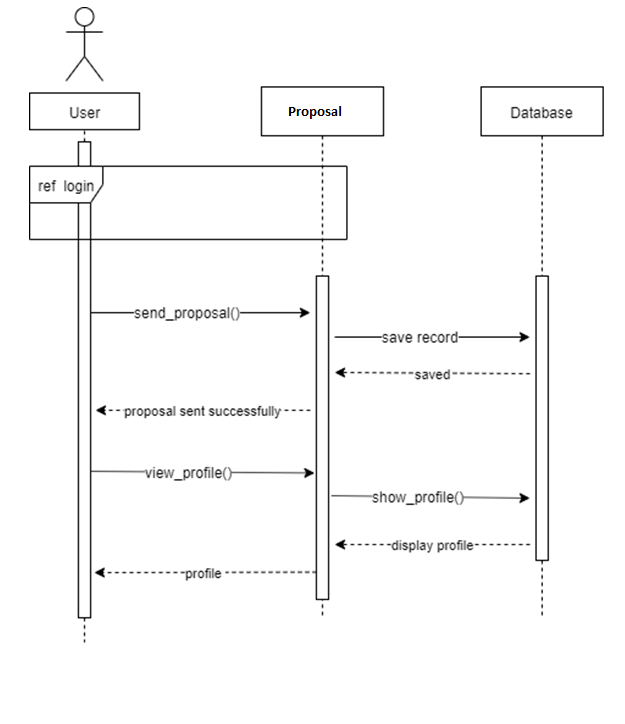 User
Proposal
Database
ref login
send_proposal()
save record
saved
proposal sent successfully
view_profile()
show_profile()
display profile
profile